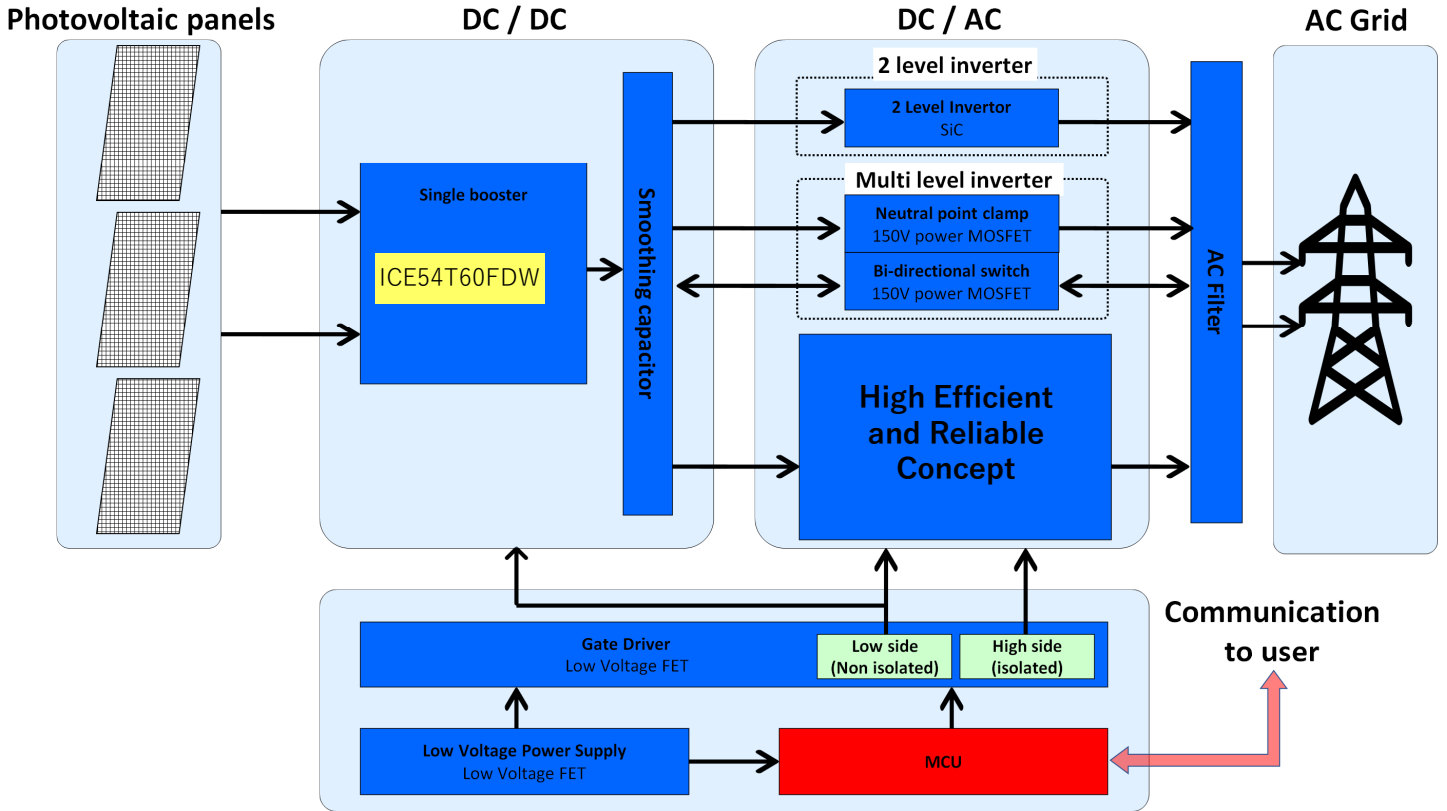 Photovoltaic panels
DC / DC
DC / AC
AC Grid
2 level inverter
2 Level Invertor
SiC
Single booster
ICE54T60FDW
Smoothing capacitor
Multi level inverter
Neutral point clamp
150V power MOSFET
Bi-directional switch
150V power MOSFET
High Efficient
and Reliable
Concept
AC Filter
Gate Driver
Low Voltage FET
Low side
(Non isolated)
High side
(isolated)
Communication
to user
Low Voltage Power Supply
Low Voltage FET
MCU